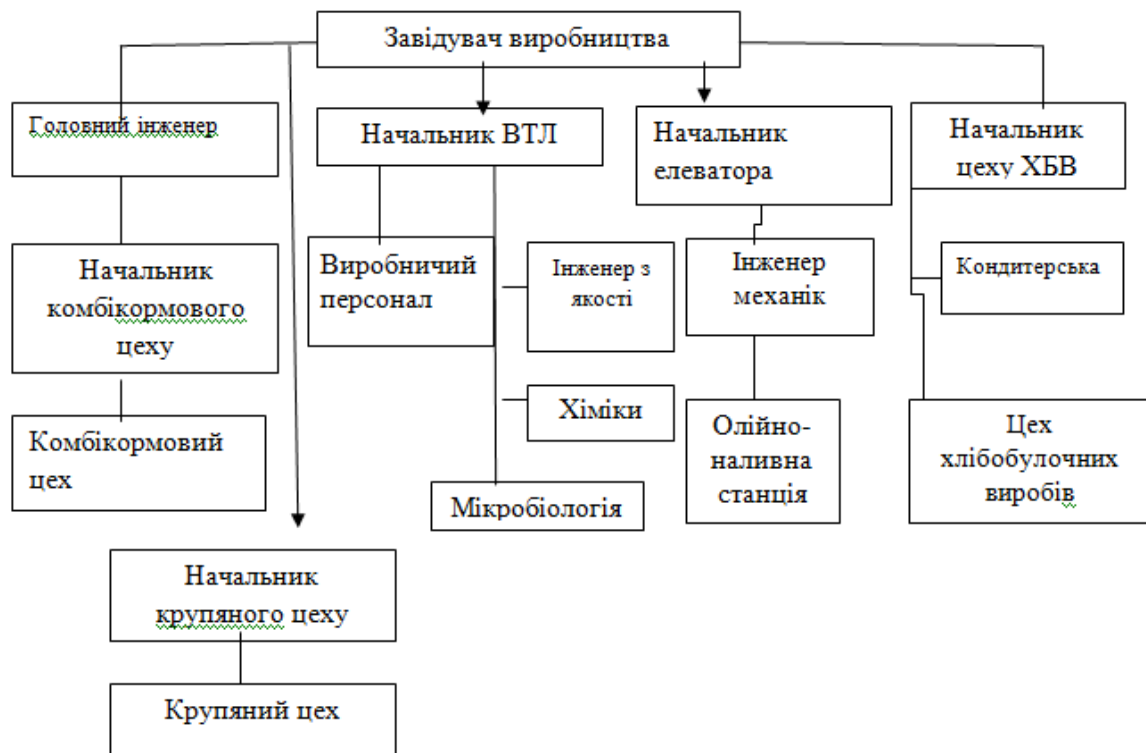 Завідувач виробництва
Головний інженер
Начальник ВТЛ
Начальник
елеватора
Начальник
цеху ХБВ
Начальник
комбікормового
цеху
Виробничий
персонал
Інженер з
якості
Інженер
механік
Кондитерська
Комбікормовий
цех
Хіміки
Олійно-
наливна
станція
Цех
хлібобулочних
виробів
Мікробіологія
Начальник
крупяного цеху
Крупяний цех